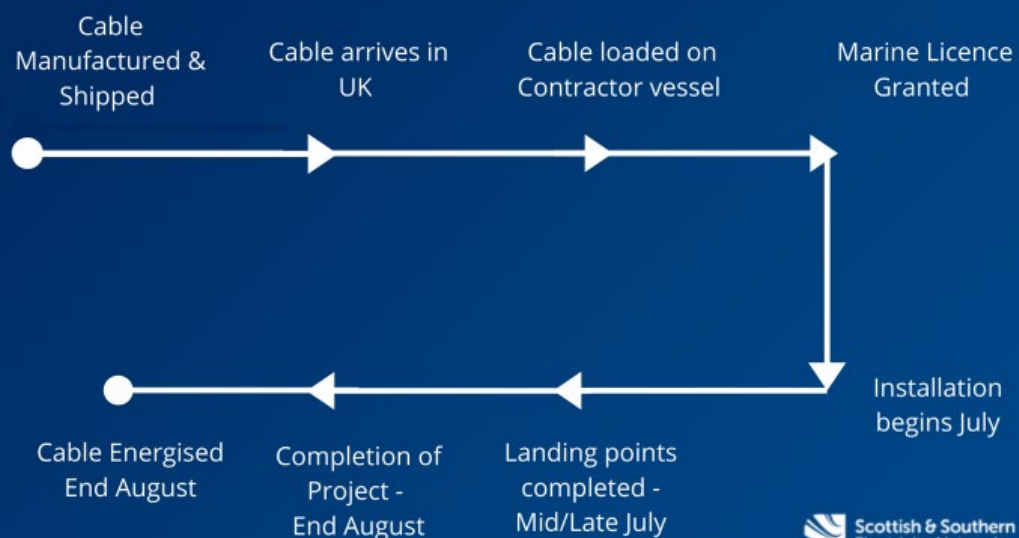 Cable
Manufactured &
Shipped
Cable arrives in
UK
Cable loaded on
Contractor vessel
Marine Licence
Granted
Installation
begins July
Landing points
completed -
Mid/Late July
Completion of
Project -
End August
Cable Energised
End August
Scottish & Southern